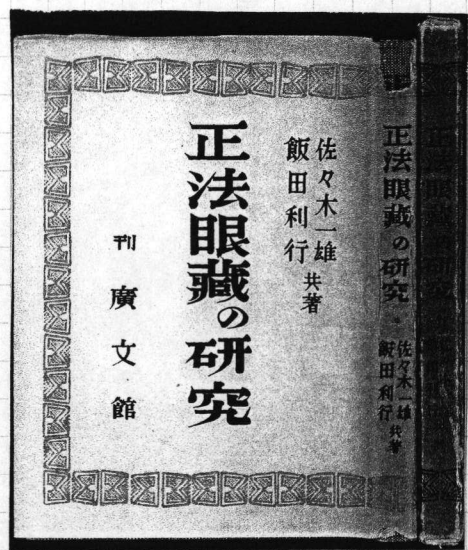 佐々木一雄
飯田利行 共著
正法眼藏の研究
刊 廣文館
正法眼藏の研究
佐々木一雄
飯田利行 共著